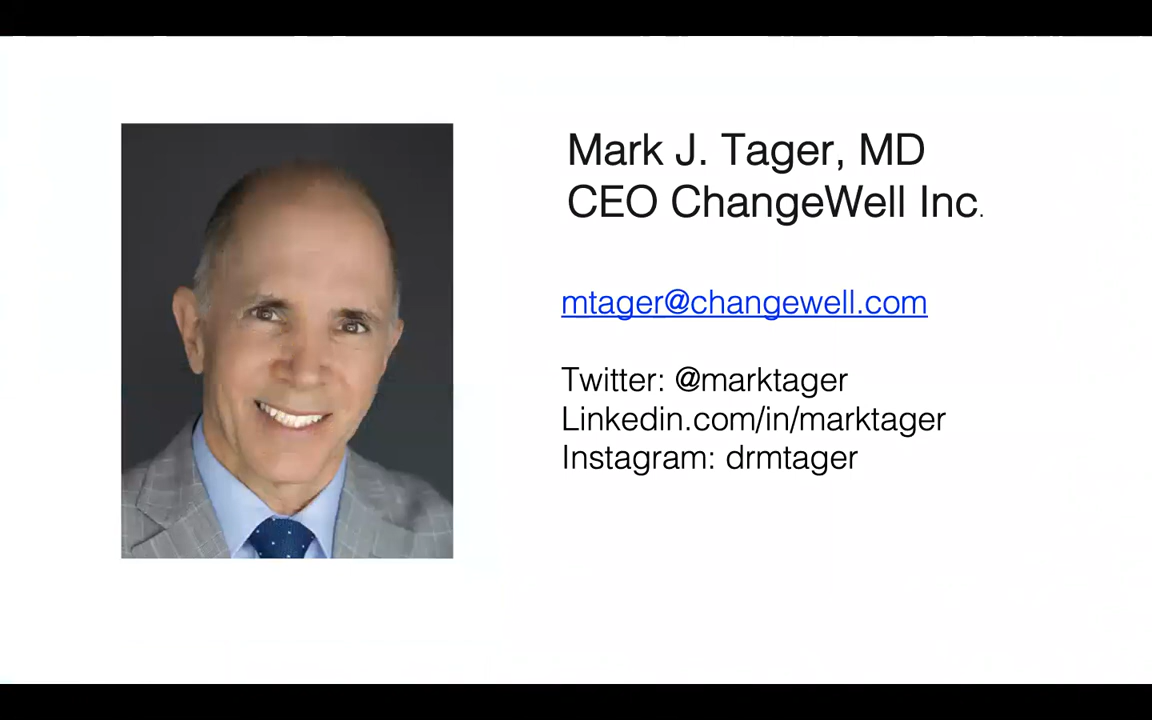 Mark J. Tager, MD
CEO ChangeWell Inc.
mtager@changewell.com
Twitter: @marktager
Linkedin.com/in/marktager
Instagram: drmtager